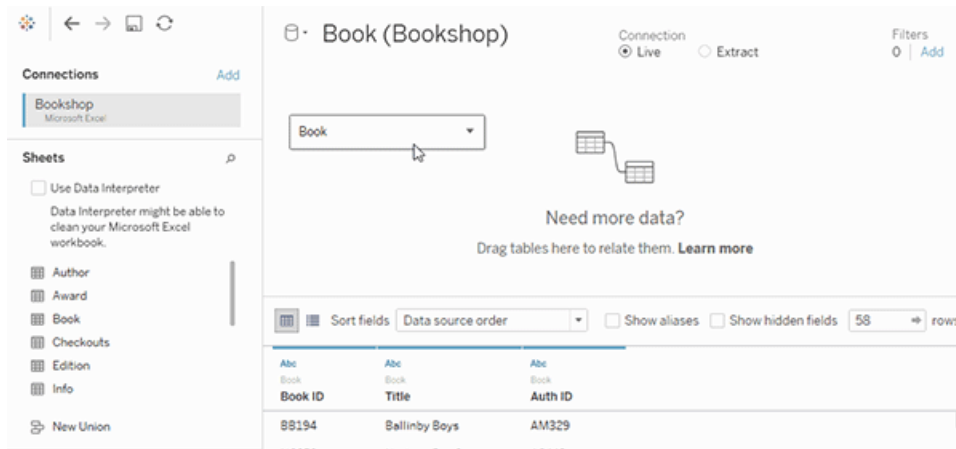 Connections
Add
Bookshop
Microsoft Excel
Sheets
Use Data Interpreter
Data Interpreter might be able to
clean your Microsoft Excel
workbook.
Author
Award
Book
Checkouts
Edition
Info
New Union
Book (Bookshop)
Connection
Live
Extract
Filters
0 | Add
Book
Need more data?
Drag tables here to relate them. Learn more
Sort fields
Data source order
Show aliases
Show hidden fields
58
rows
Abc Abc Abc
Book Book Book
Book ID Title Auth ID
BB194 Ballinby Boys AM329